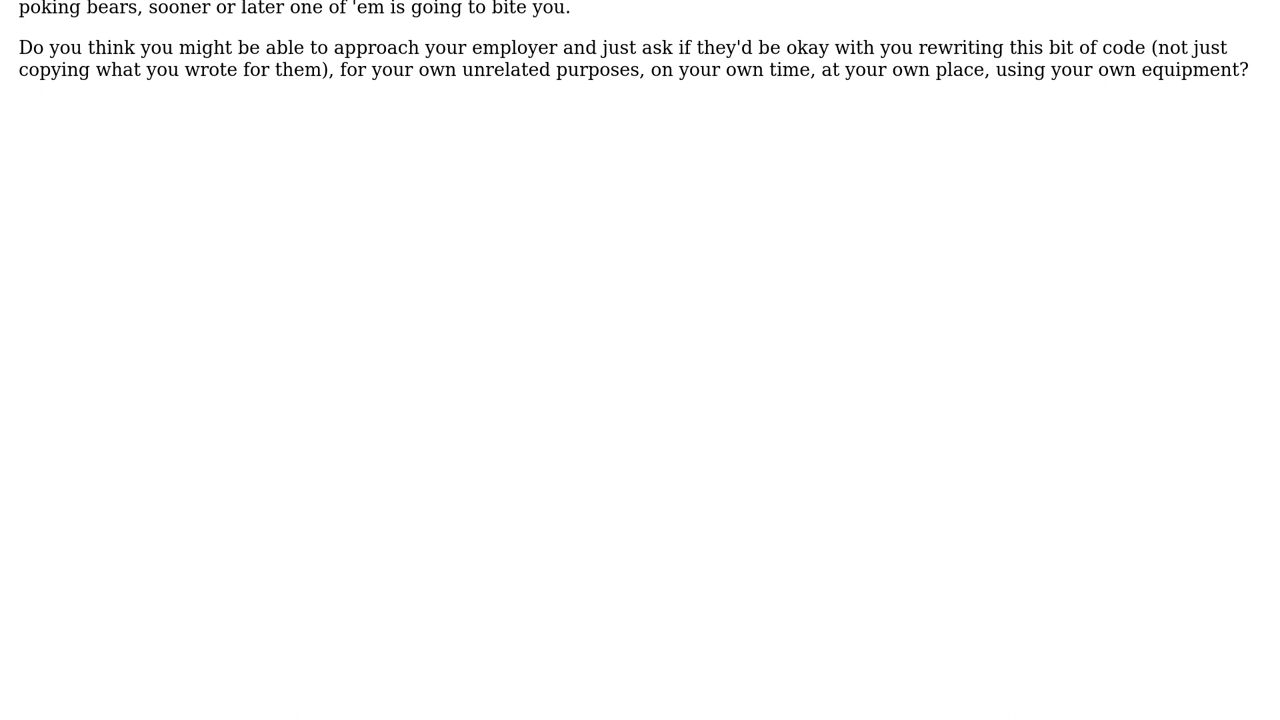 poking bears, sooner or later one of 'em is going to bite you.
Do you think you might be able to approach your employer and just ask if they'd be okay with you rewriting this bit of code (not just
copying what you wrote for them), for your own unrelated purposes, on your own time, at your own place, using your own equipment?